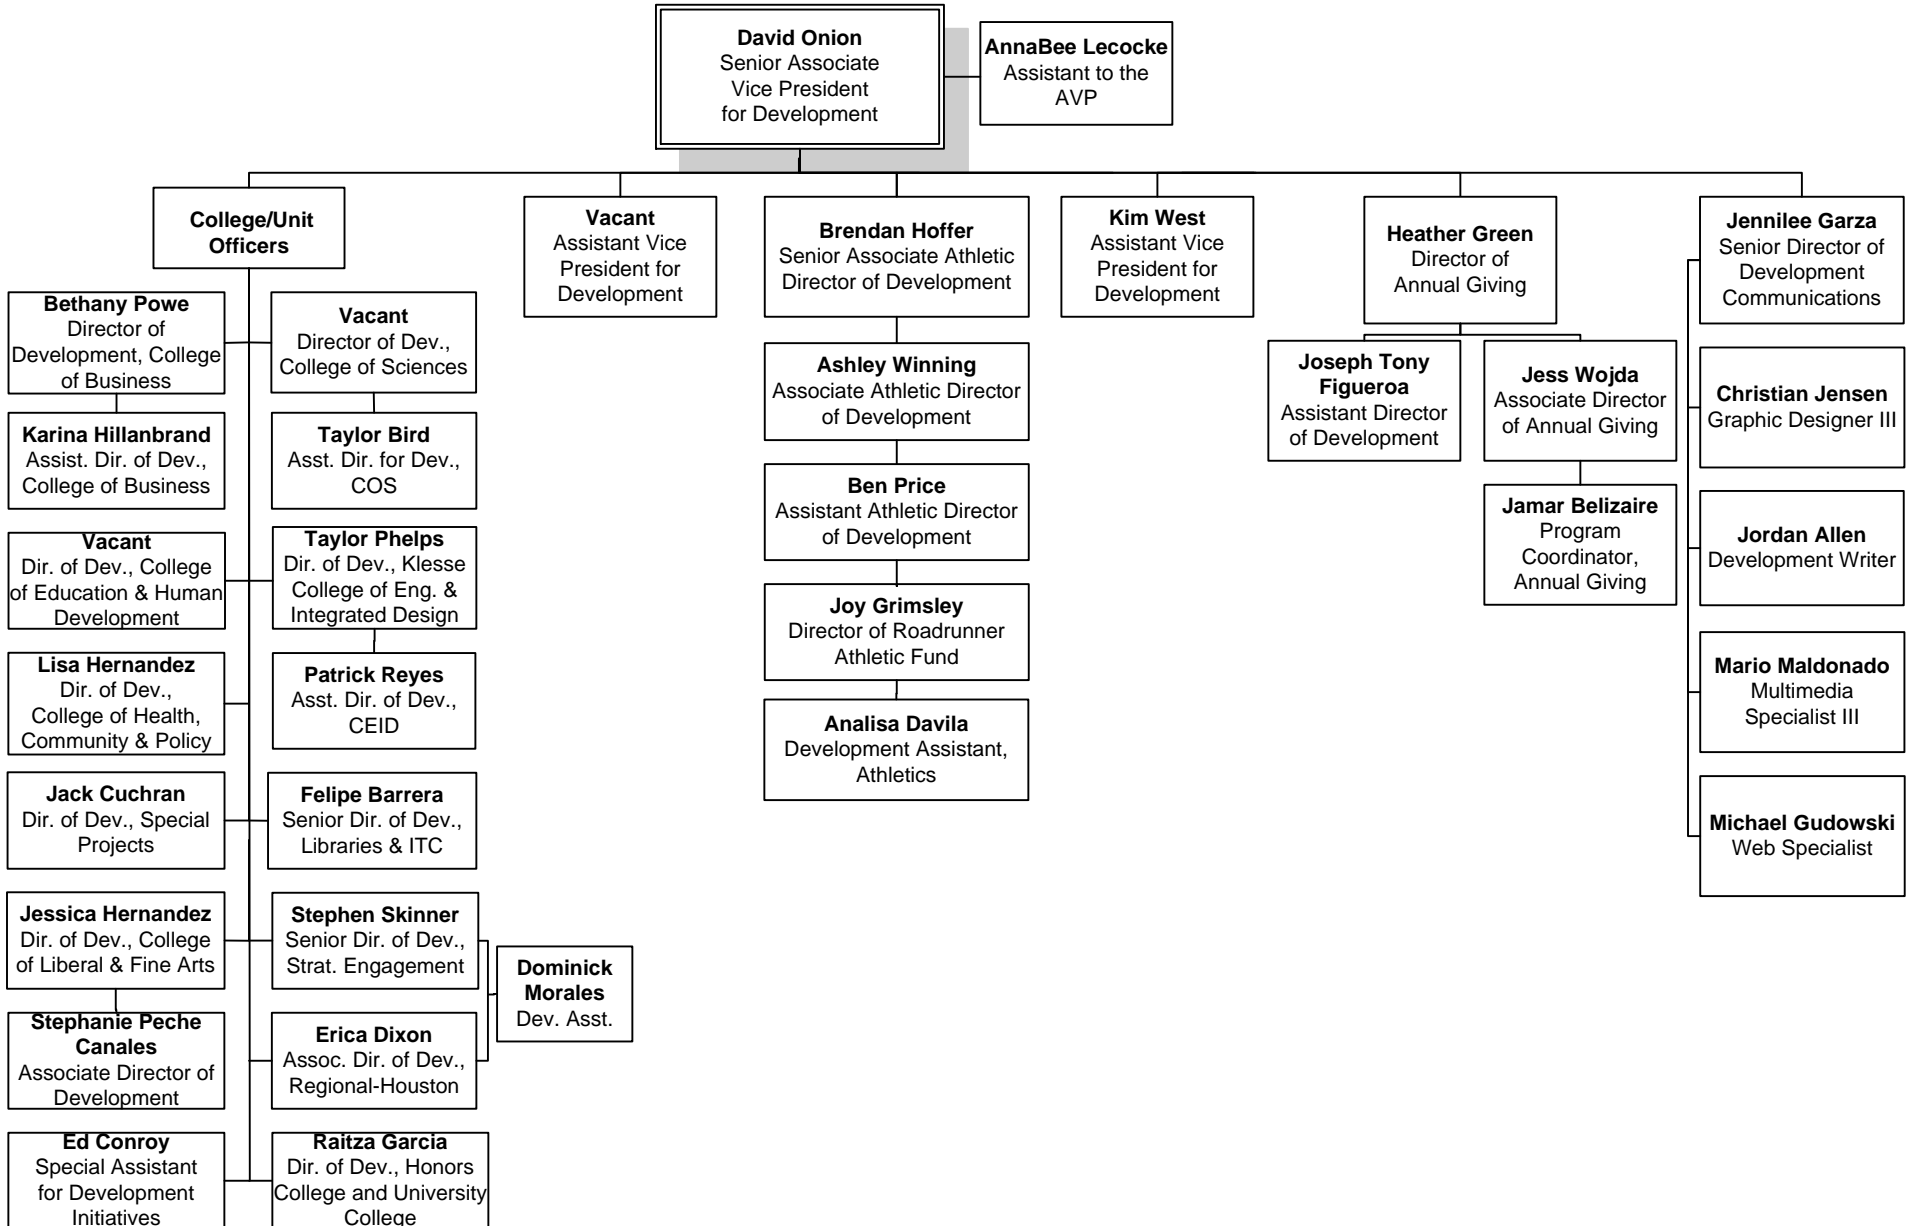 David Onion
Senior Associate
Vice President
for Development
AnnaBee Lecocke
Assistant to the
AVP
College/Unit
Officers
Bethany Powe
Director of
Development, College
of Business
Karina Hillanbrand
Assist. Dir. of Dev.,
College of Business
Vacant
Director of Dev.,
College of Sciences
Taylor Bird
Asst. Dir. for Dev.,
COS
Vacant
Dir. of Dev., College
of Education & Human
Development
Taylor Phelps
Dir. of Dev., Klesse
College of Eng. &
Integrated Design
Patrick Reyes
Asst. Dir. of Dev.,
CEID
Lisa Hernandez
Dir. of Dev.,
College of Health,
Community & Policy
Jack Cuchran
Dir. of Dev., Special
Projects
Felipe Barrera
Senior Dir. of Dev.,
Libraries & ITC
Jessica Hernandez
Dir. of Dev., College
of Liberal & Fine Arts
Stephanie Peche
Canales
Associate Director of
Development
Stephen Skinner
Senior Dir. of Dev.,
Strat. Engagement
Erica Dixon
Assoc. Dir. of Dev.,
Regional-Houston
Dominick
Morales
Dev. Asst.
Ed Conroy
Special Assistant
for Development
Initiatives
Raitza Garcia
Dir. of Dev., Honors
College and University
College
Vacant
Assistant Vice
President for
Development
Brendan Hoffer
Senior Associate Athletic
Director of Development
Ashley Winning
Associate Athletic Director
of Development
Ben Price
Assistant Athletic Director
of Development
Joy Grimsley
Director of Roadrunner
Athletic Fund
Analisa Davila
Development Assistant,
Athletics
Kim West
Assistant Vice
President for
Development
Heather Green
Director of
Annual Giving
Joseph Tony
Figueroa
Assistant Director
of Development
Jess Wojda
Associate Director
of Annual Giving
Jamar Belizaire
Program
Coordinator,
Annual Giving
Jennilee Garza
Senior Director of
Development
Communications
Christian Jensen
Graphic Designer III
Jordan Allen
Development Writer
Mario Maldonado
Multimedia
Specialist III
Michael Gudowski
Web Specialist